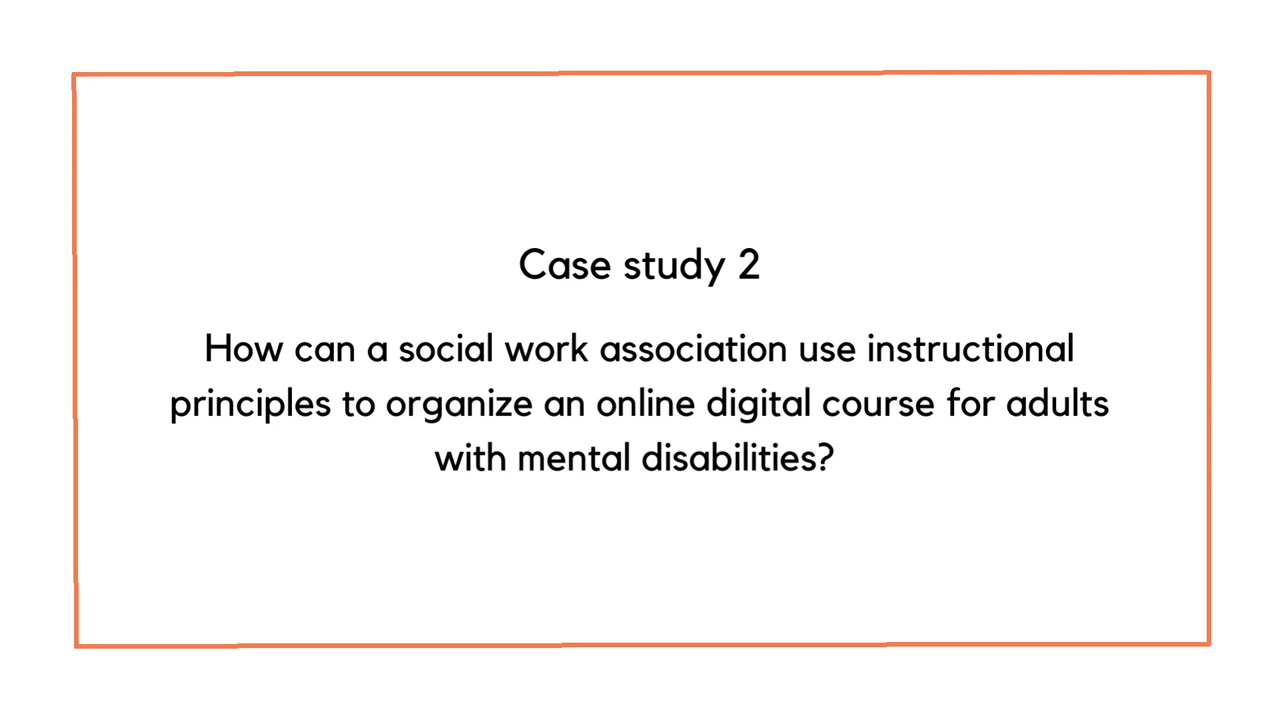 Case study 2
How can a social work association use instructional
principles to organize an online digital course for adults
with mental disabilities?